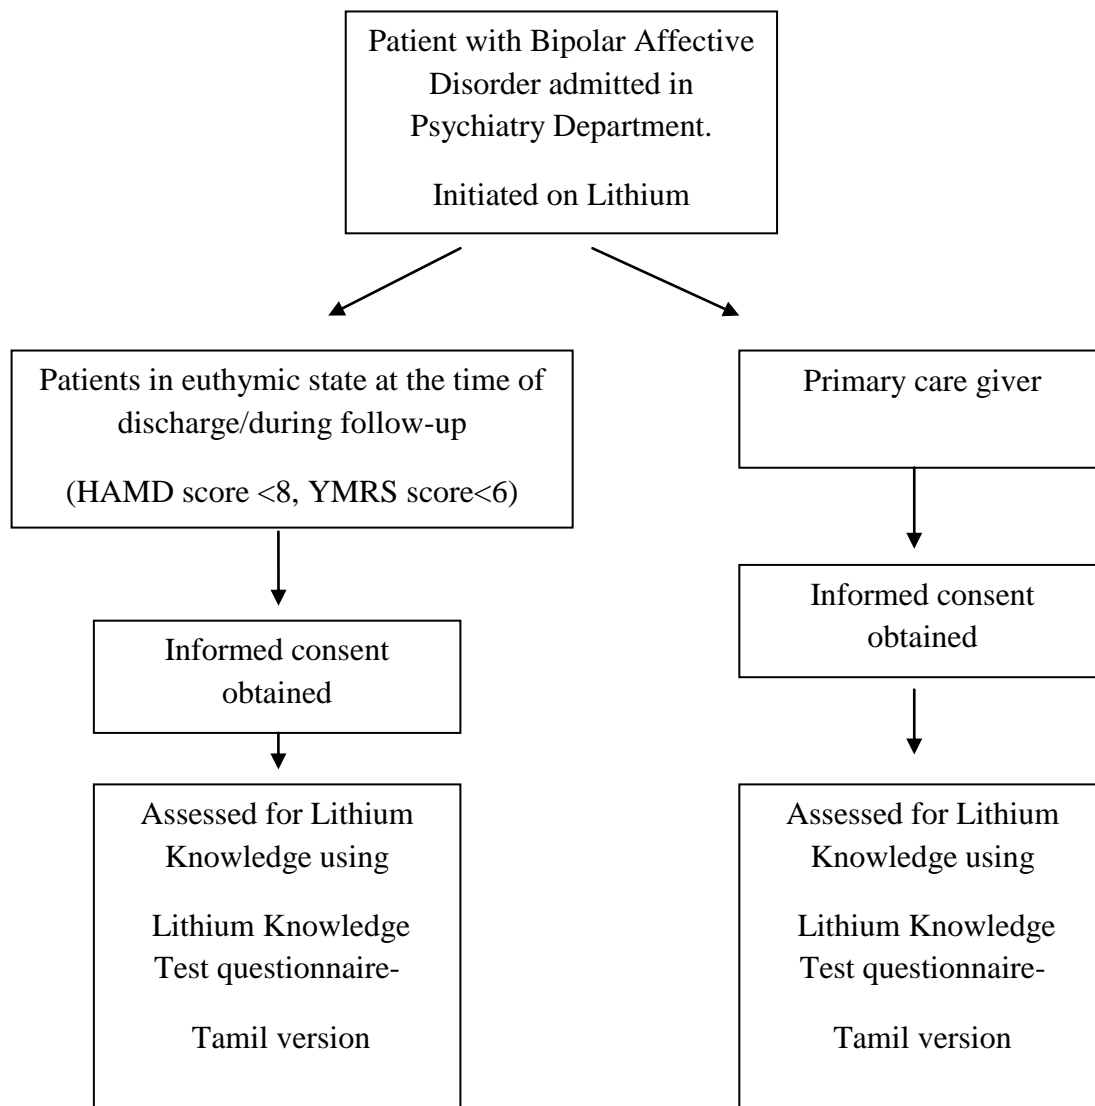 Patient with Bipolar Affective
Disorder admitted in
Psychiatry Department.
Initiated on Lithium
Patients in euthymic state at the time of
discharge/during follow-up
(HAMD score <8, YMRS score<6)
Primary care giver
Informed consent
obtained
Informed consent
obtained
Assessed for Lithium
Knowledge using
Lithium Knowledge
Test questionnaire-
Tamil version
Assessed for Lithium
Knowledge using
Lithium Knowledge
Test questionnaire-
Tamil version